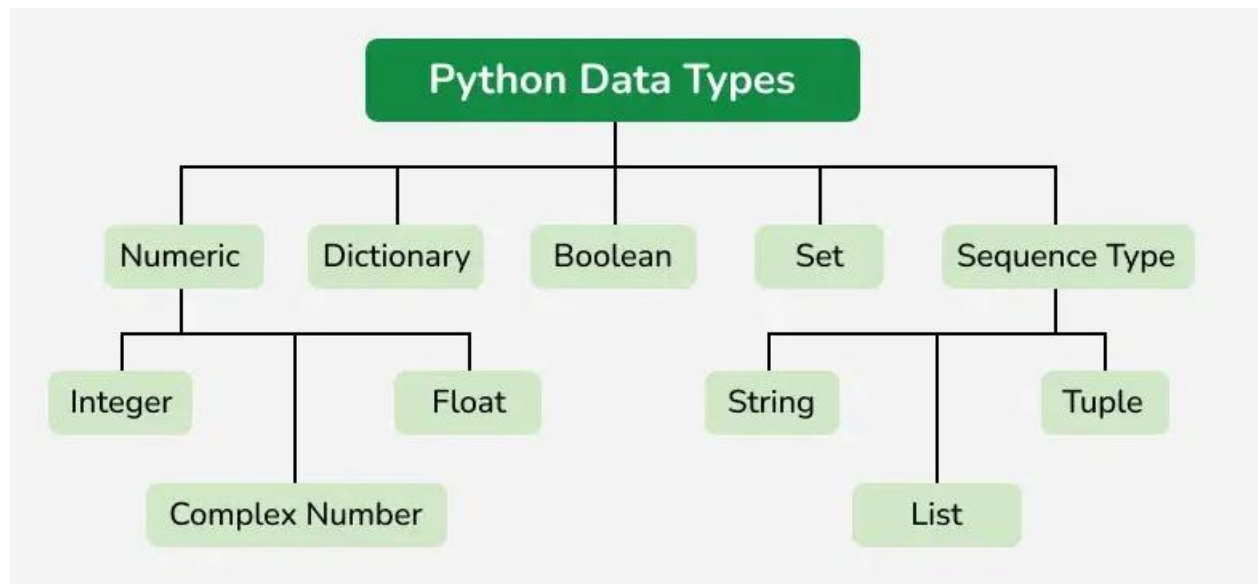 Python Data Types
Numeric
Dictionary
Boolean
Set
Sequence Type
Integer
Float
String
Tuple
Complex Number
List